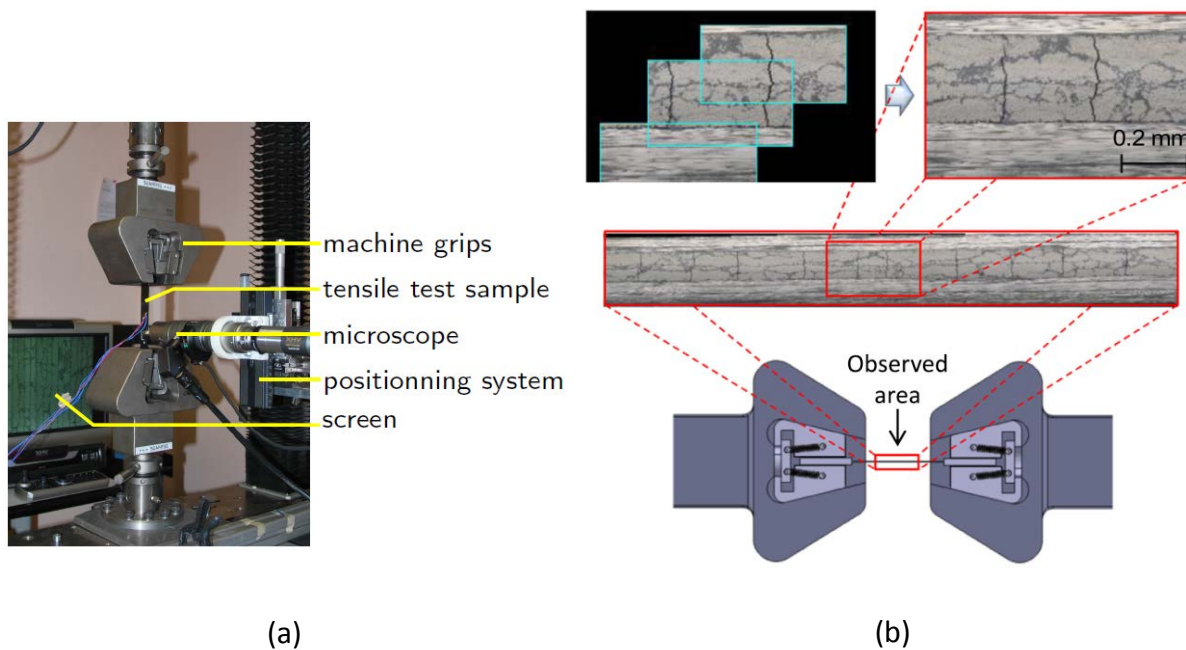 machine grips
tensile test sample
microscope
positionning system
screen
0.2 mm
Observed
area
(a)
(b)